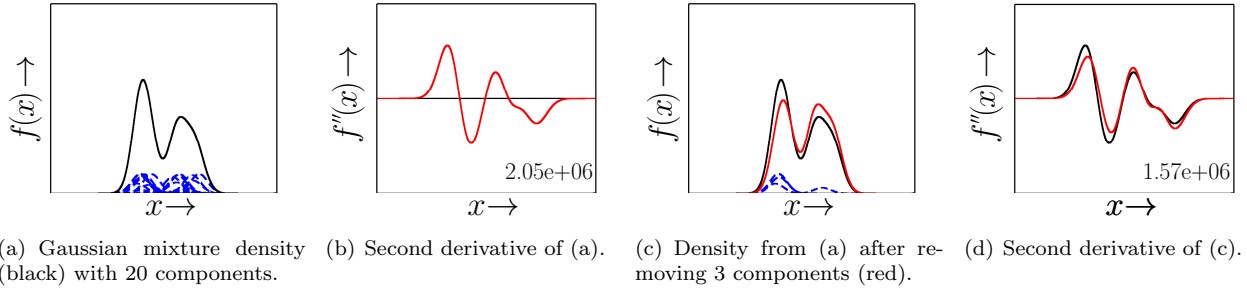 f(x) →
x→
f''(x) →
2.05e+06
x→
f(x) →
x→
f''(x) →
1.57e+06
x→
(a) Gaussian mixture density
(black) with 20 components.
(b) Second derivative of (a).
(c) Density from (a) after re-
moving 3 components (red).
(d) Second derivative of (c).